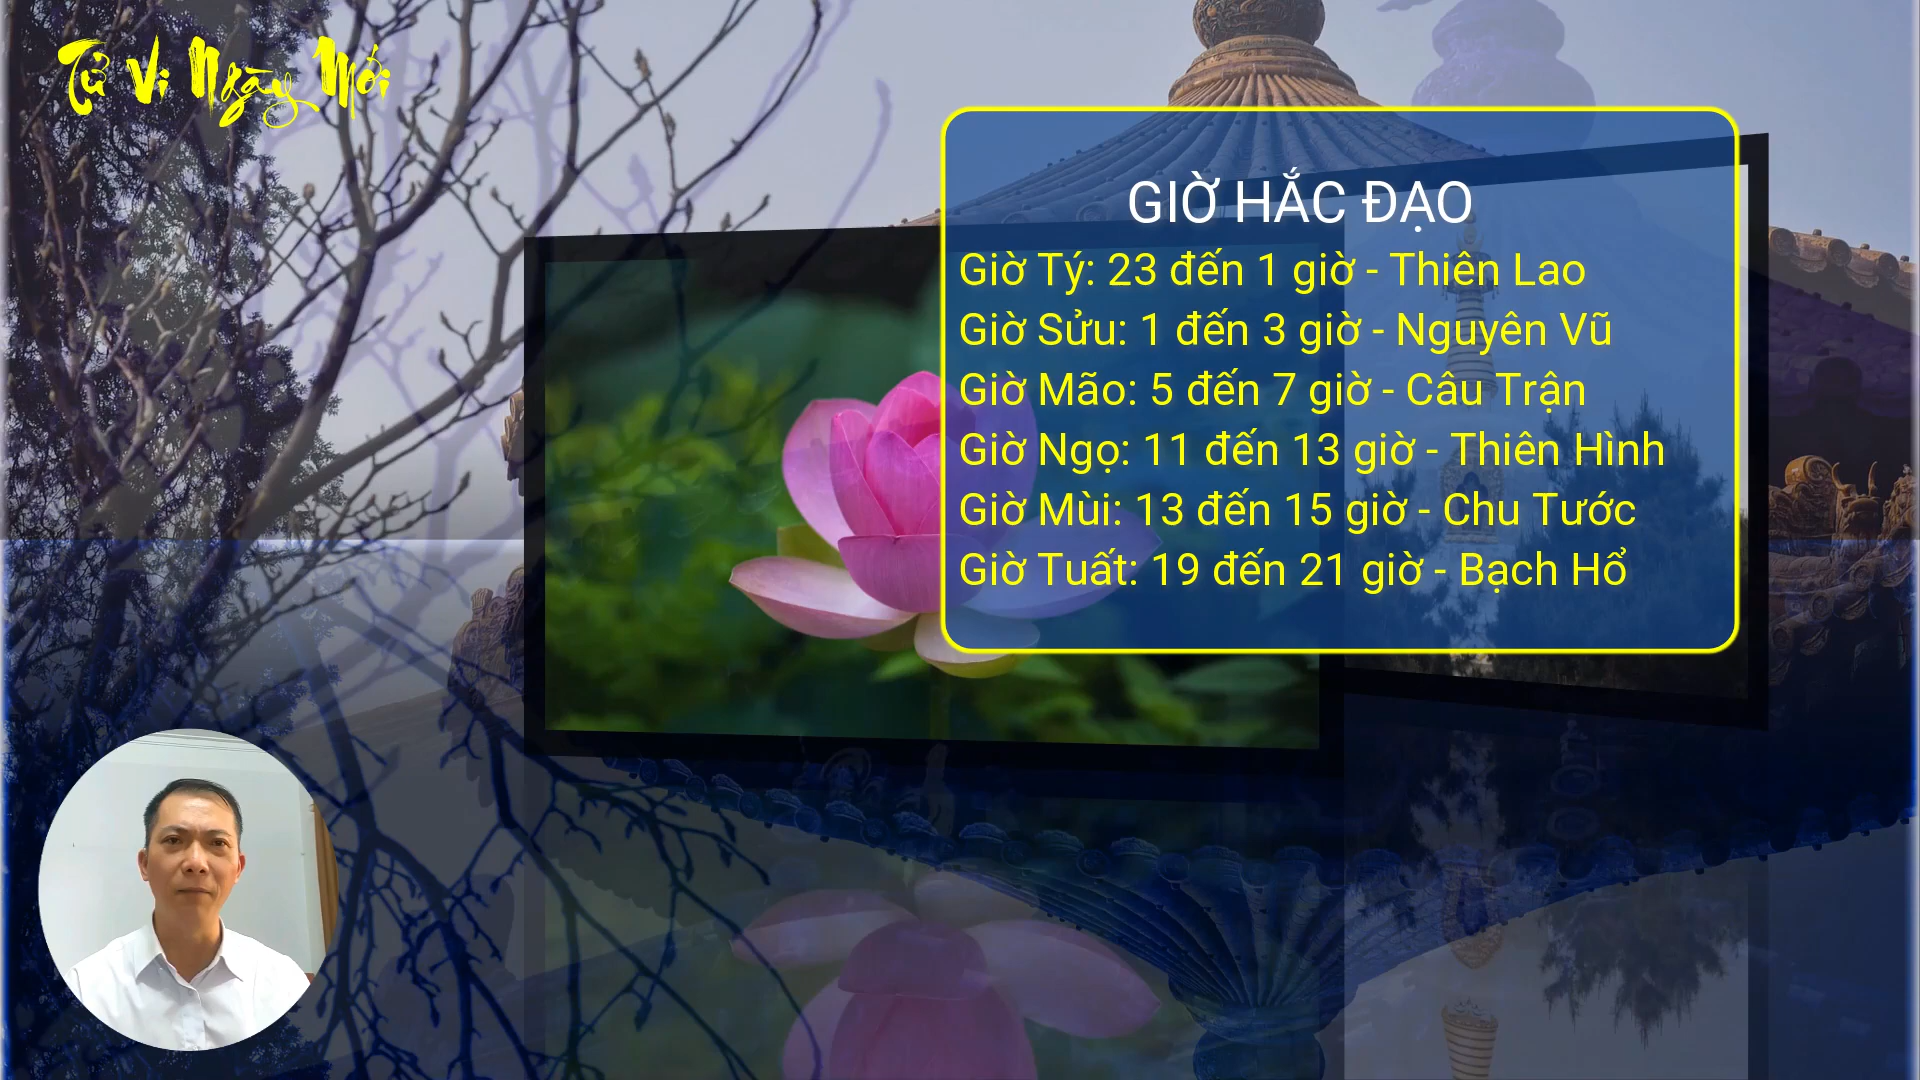 Tử Vi Ngày Mới
GIỜ HẮC ĐẠO
Giờ Tý: 23 đến 1 giờ - Thiên Lao
Giờ Sửu: 1 đến 3 giờ - Nguyên Vũ
Giờ Mão: 5 đến 7 giờ - Câu Trận
Giờ Ngọ: 11 đến 13 giờ - Thiên Hình
Giờ Mùi: 13 đến 15 giờ - Chu Tước
Giờ Tuất: 19 đến 21 giờ - Bạch Hổ